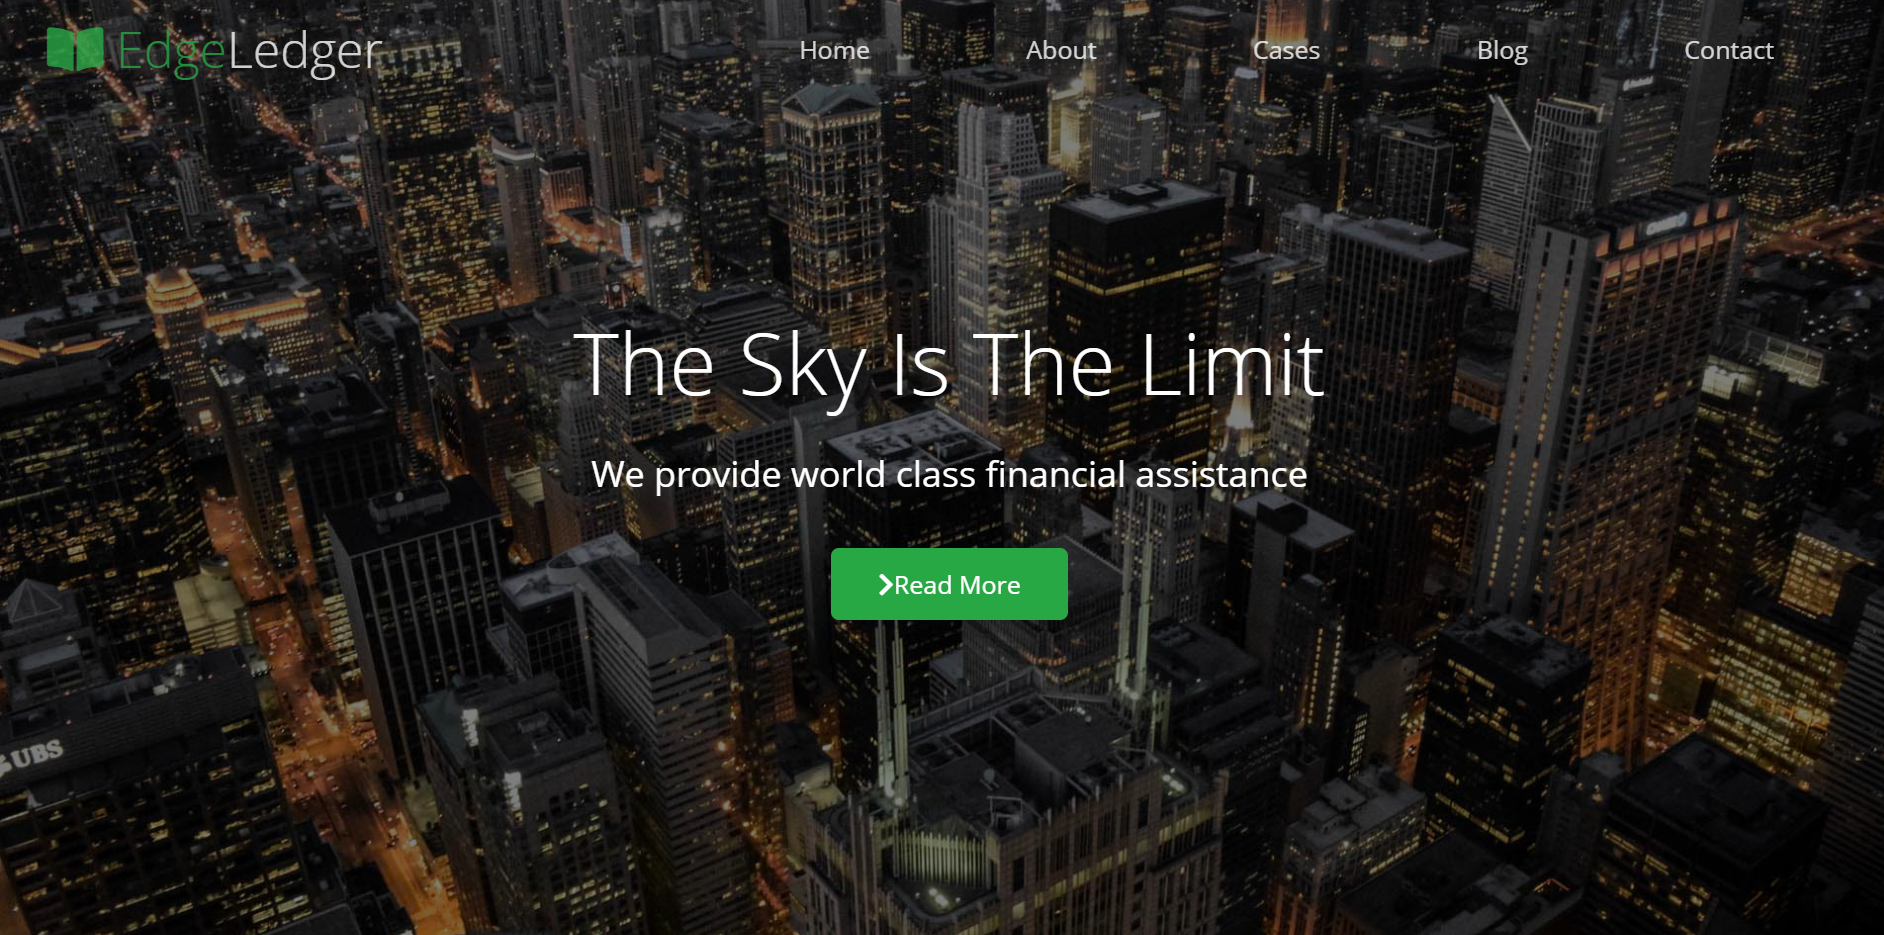 EdgeLedger
Home
About
Cases
Blog
Contact
The Sky Is The Limit
We provide world class financial assistance
Read More
UBS